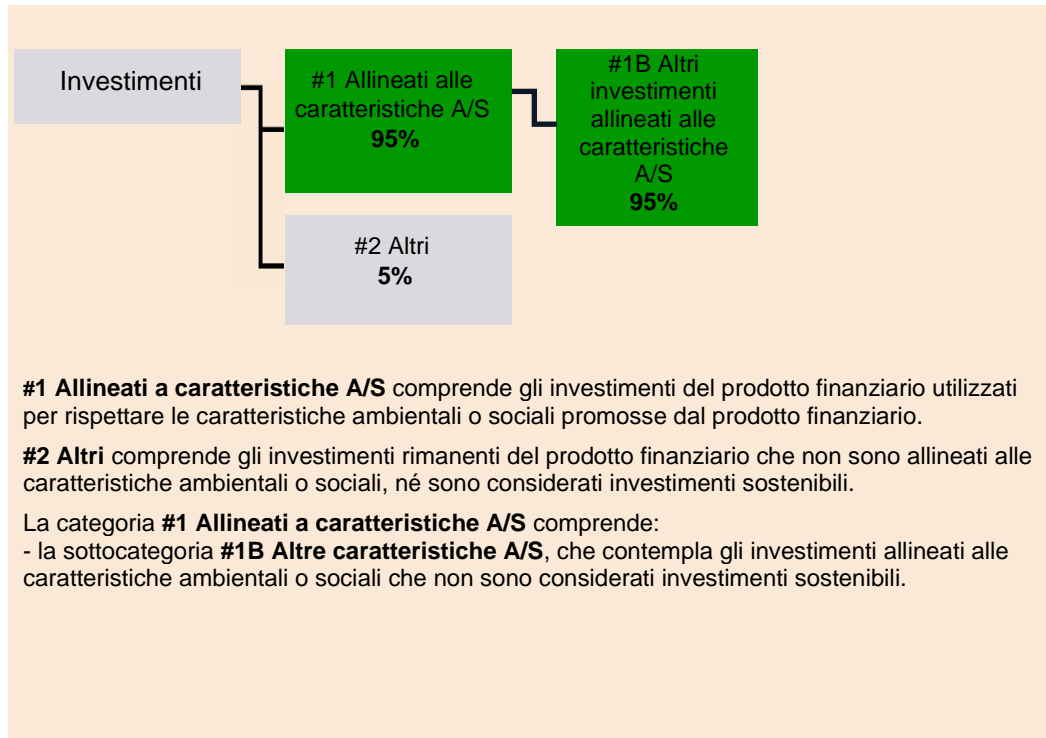 Investimenti
#1 Allineati alle
caratteristiche A/S
95%
#1B Altri
investimenti
allineati alle
caratteristiche
A/S
95%
#2 Altri
5%
#1 Allineati a caratteristiche A/S comprende gli investimenti del prodotto finanziario utilizzati
per rispettare le caratteristiche ambientali o sociali promosse dal prodotto finanziario.
#2 Altri comprende gli investimenti rimanenti del prodotto finanziario che non sono allineati alle
caratteristiche ambientali o sociali, né sono considerati investimenti sostenibili.
La categoria #1 Allineati a caratteristiche A/S comprende:
- la sottocategoria #1B Altre caratteristiche A/S, che contempla gli investimenti allineati alle
caratteristiche ambientali o sociali che non sono considerati investimenti sostenibili.